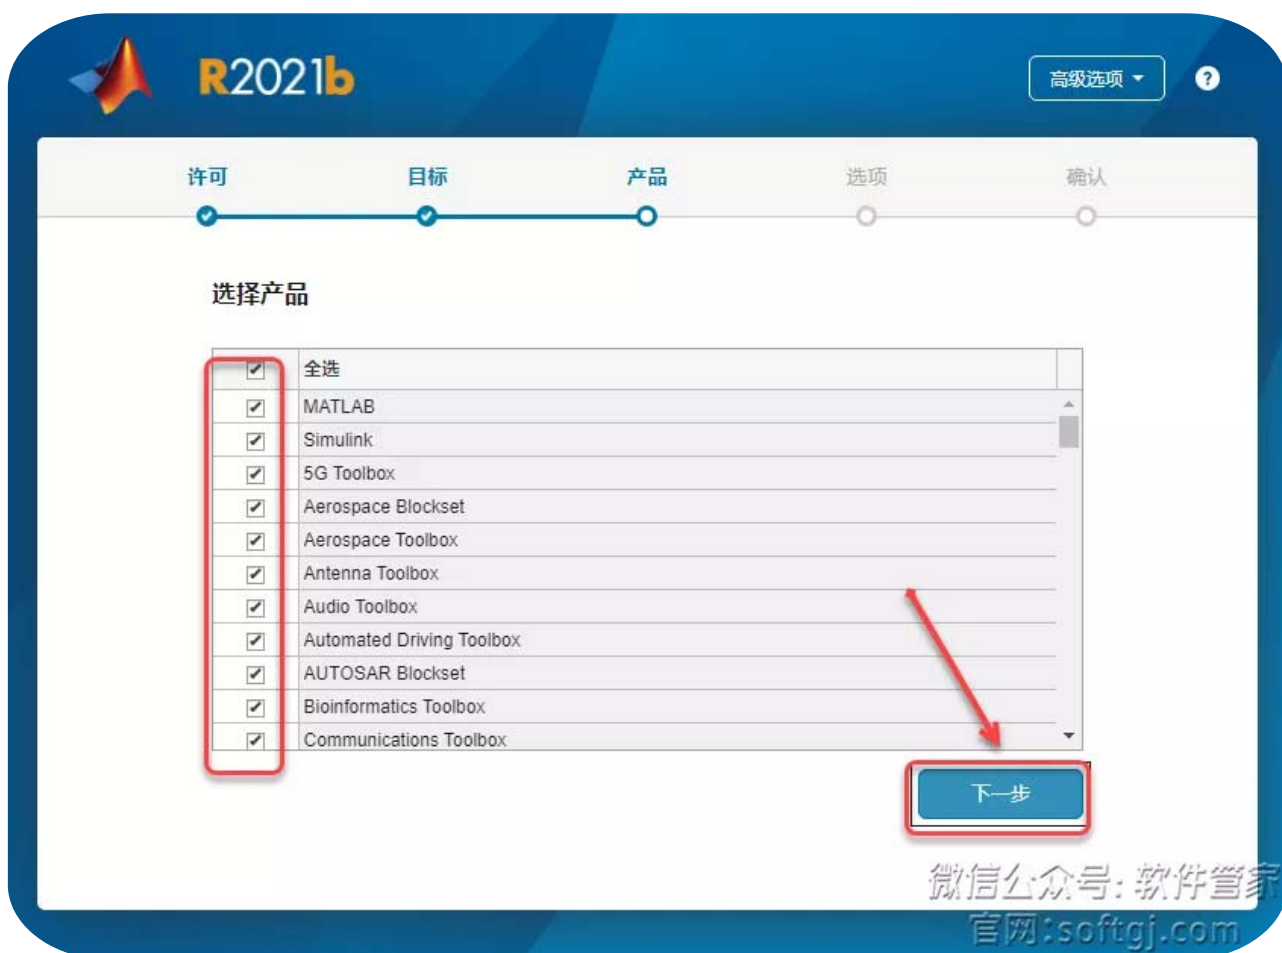 R2021b
高级选项
?
许可 目标 产品 选项 确认
选择产品
全选
MATLAB
Simulink
5G Toolbox
Aerospace Blockset
Aerospace Toolbox
Antenna Toolbox
Audio Toolbox
Automated Driving Toolbox
AUTOSAR Blockset
Bioinformatics Toolbox
Communications Toolbox
下一步
微信公众号:软件管家
官网:softgj.com